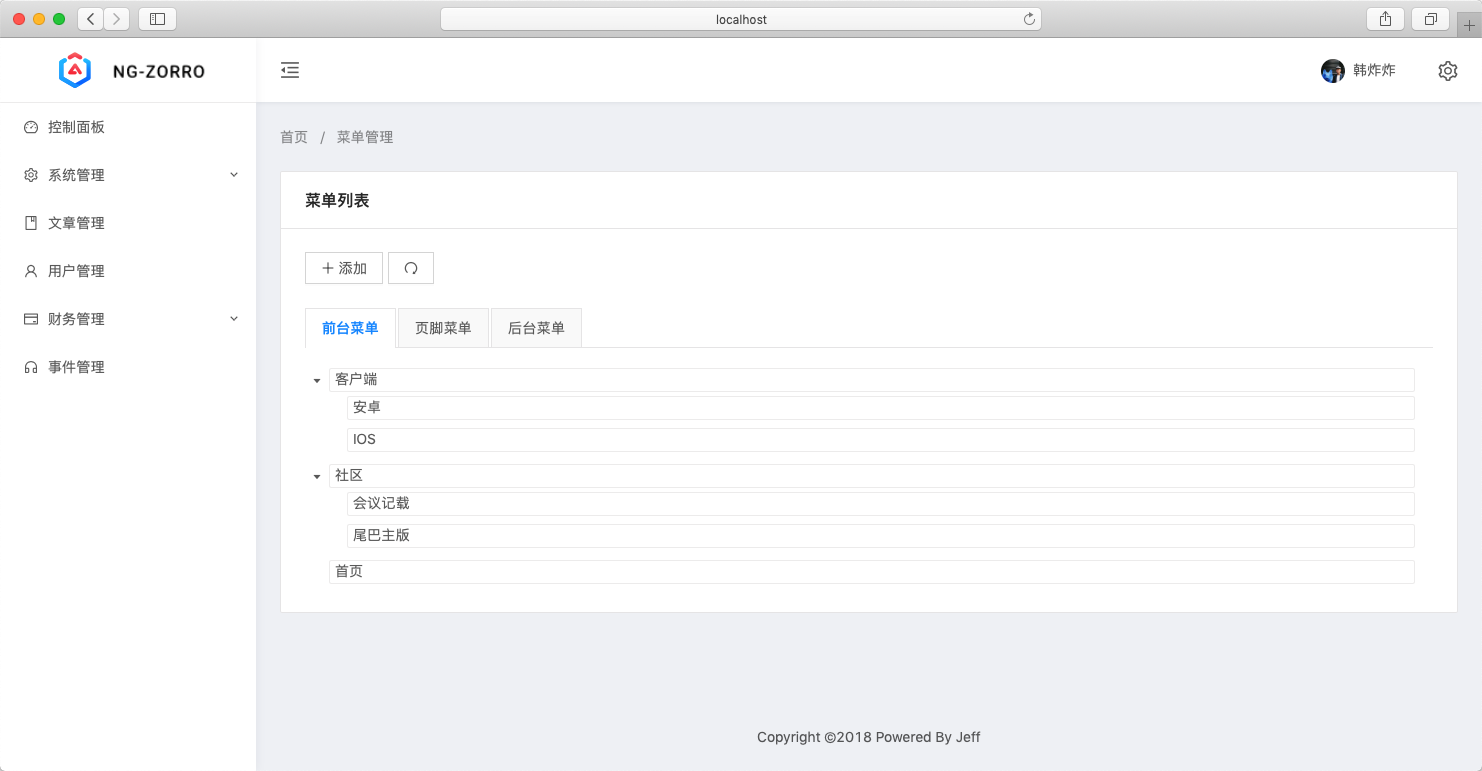 localhost
NG-ZORRO
韩炸炸
控制面板
系统管理
文章管理
用户管理
财务管理
事件管理
首页 / 菜单管理
菜单列表
添加
前台菜单 页脚菜单 后台菜单
客户端
安卓
IOS
社区
会议记载
尾巴主版
首页
Copyright ©2018 Powered By Jeff